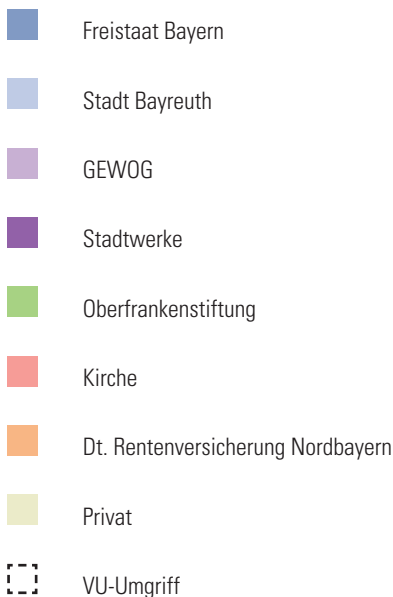 Freistaat Bayern
Stadt Bayreuth
GEWOG
Stadtwerke
Oberfrankenstiftung
Kirche
Dt. Rentenversicherung Nordbayern
Privat
VU-Umgriff